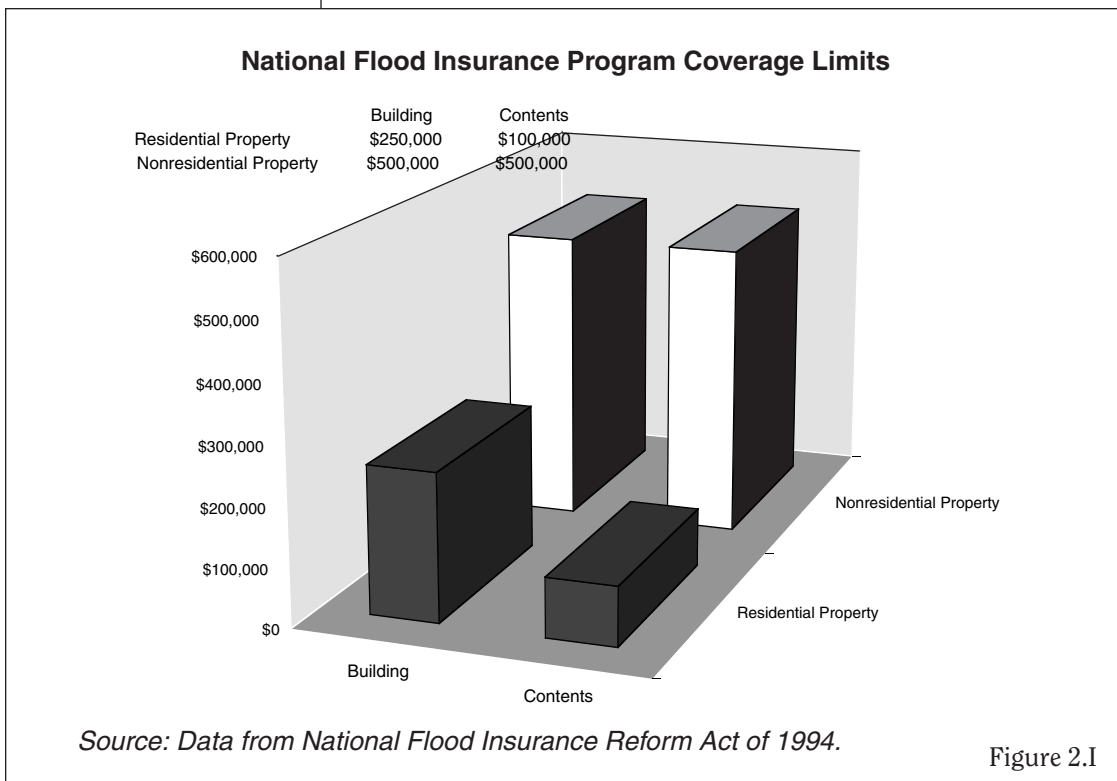 National Flood Insurance Program Coverage Limits
Building Contents
Residential Property $250,000 $100,000
Nonresidential Property $500,000 $500,000
$600,000
$500,000
$400,000
$300,000
$200,000
$100,000
$0
Nonresidential Property
Residential Property
Building
Contents
Source: Data from National Flood Insurance Reform Act of 1994.
Figure 2.I